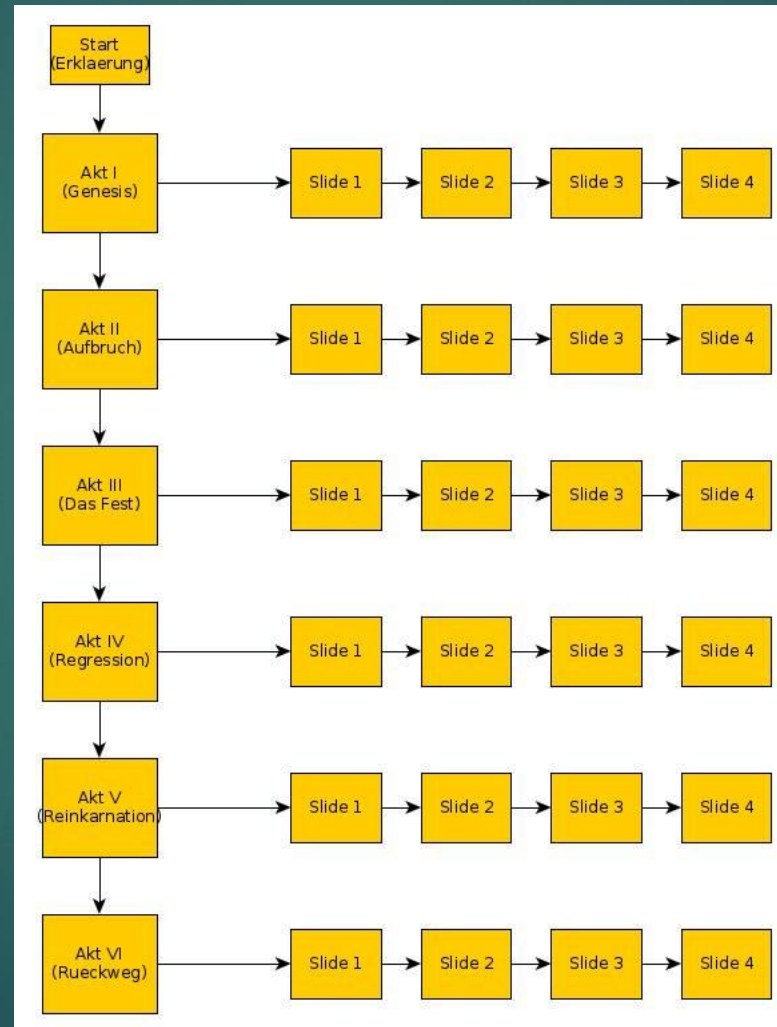 Start
(Erklaerung)
Akt I
(Genesis)
Slide 1
Slide 2
Slide 3
Slide 4
Akt II
(Aufbruch)
Slide 1
Slide 2
Slide 3
Slide 4
Akt III
(Das Fest)
Slide 1
Slide 2
Slide 3
Slide 4
Akt IV
(Regression)
Slide 1
Slide 2
Slide 3
Slide 4
Akt V
(Reinkarnation)
Slide 1
Slide 2
Slide 3
Slide 4
Akt VI
(Rueckweg)
Slide 1
Slide 2
Slide 3
Slide 4